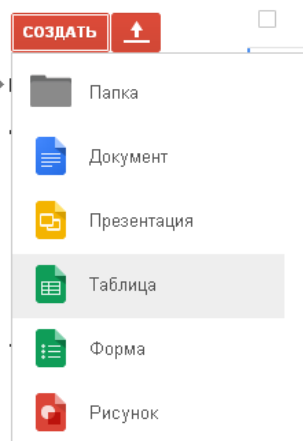 СОЗДАТЬ
Папка
Документ
Презентация
Таблица
Форма
Рисунок